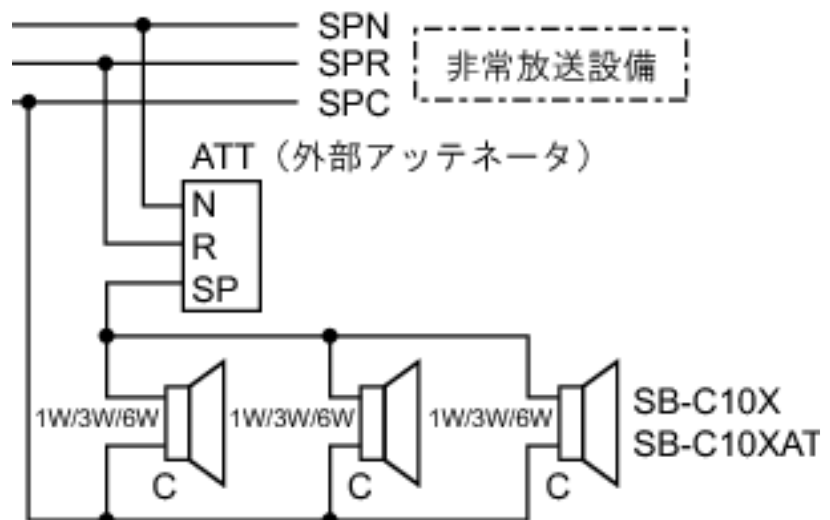 SPN
SPR
SPC
非常放送設備
ATT（外部アッテネータ）
N
R
SP
1W/3W/6W
C
1W/3W/6W
C
1W/3W/6W
C
SB-C10X
SB-C10XAT